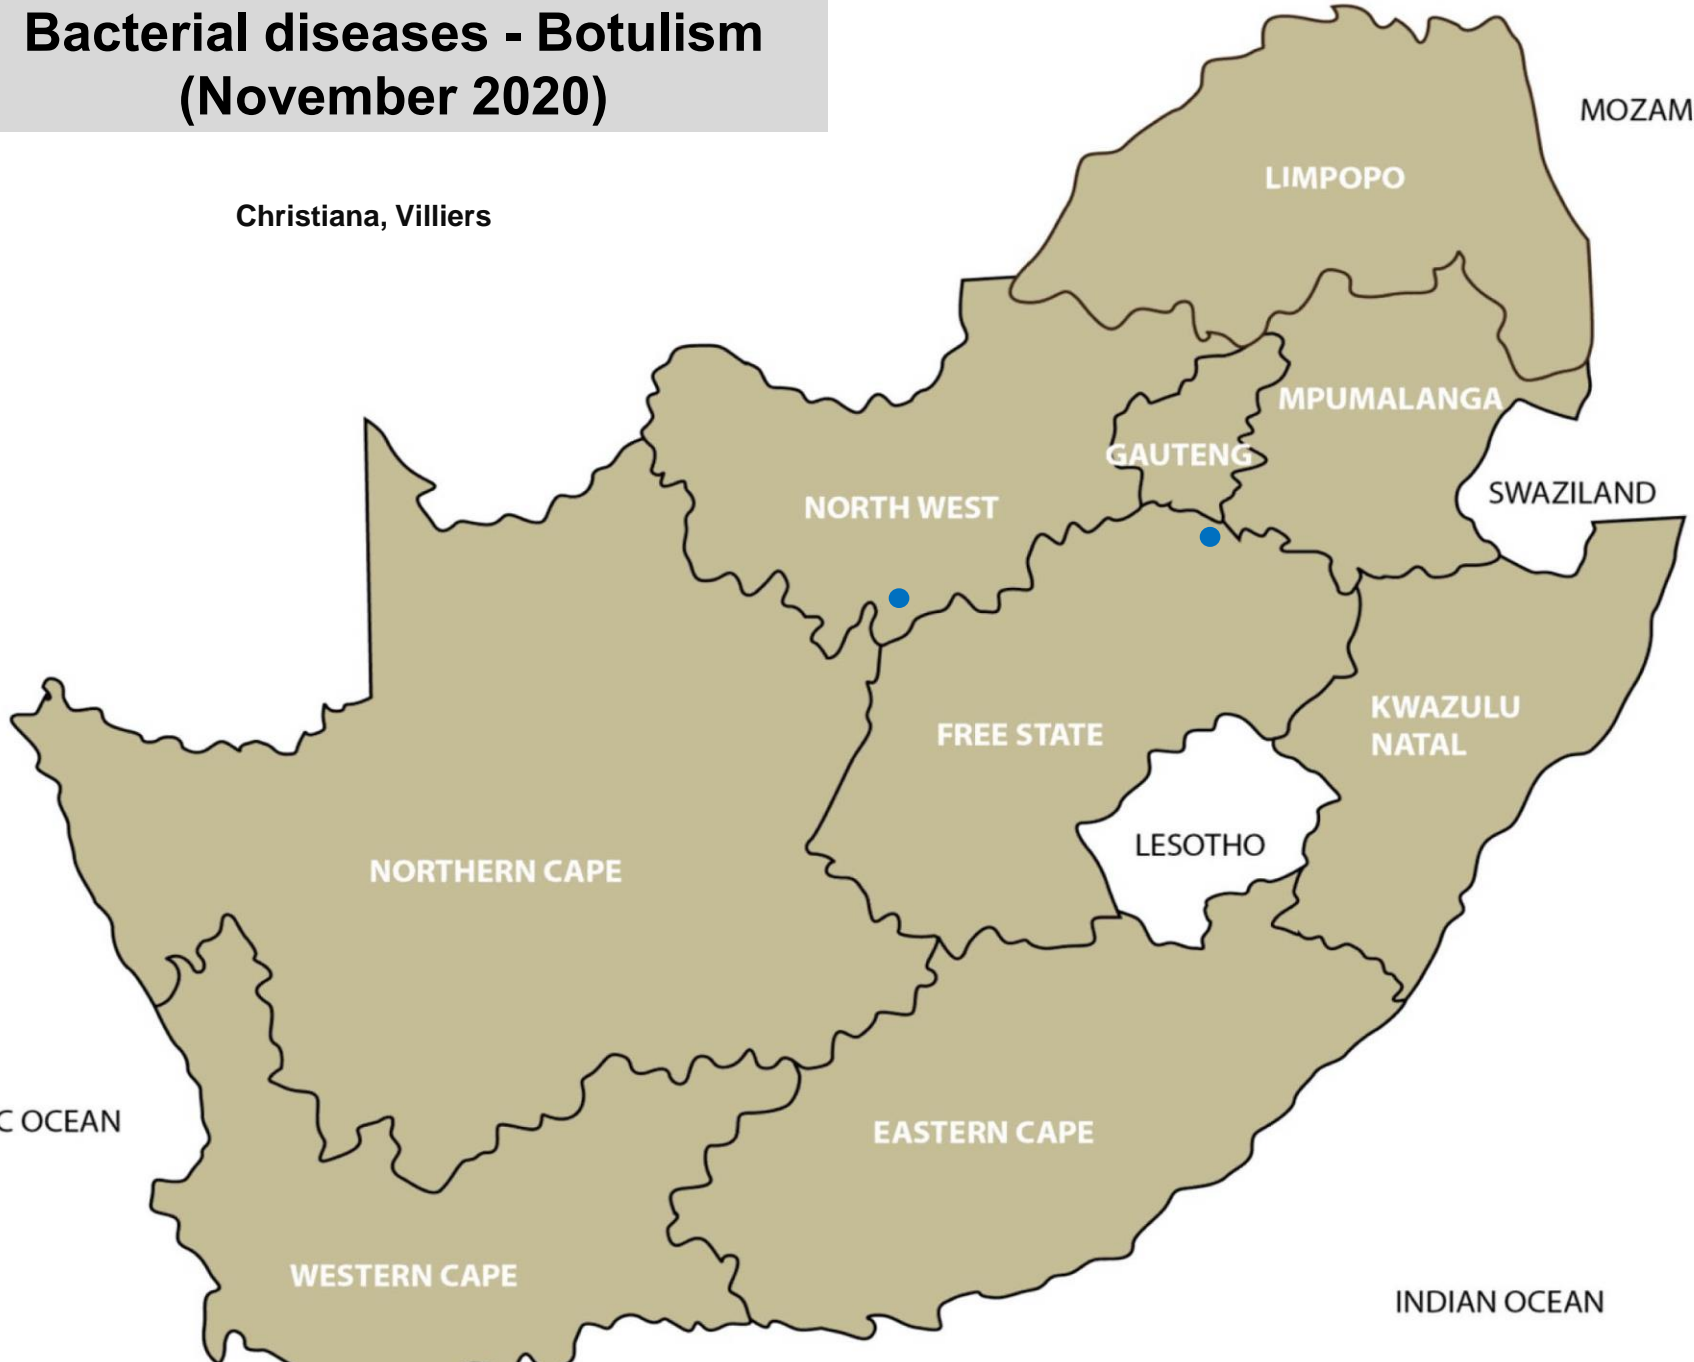 Bacterial diseases - Botulism
(November 2020)
MOZAM
LIMPOPO
Christiana, Villiers
MPUMALANGA
GAUTENG
SWAZILAND
NORTH WEST
KWAZULU
NATAL
FREE STATE
LESOTHO
NORTHERN CAPE
C OCEAN
EASTERN CAPE
WESTERN CAPE
INDIAN OCEAN